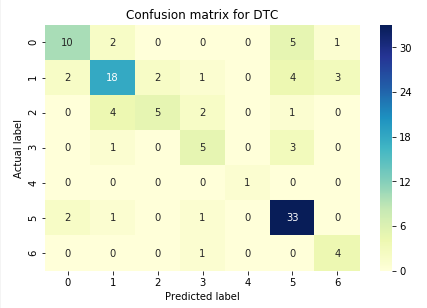 Confusion matrix for DTC
Actual label
0 10 2 0 0 0 5 1
1 2 18 2 1 0 4 3
2 0 4 5 2 0 1 0
3 0 1 0 5 0 3 0
4 0 0 0 0 1 0 0
5 2 1 0 1 0 33 0
6 0 0 0 1 0 0 4
0 1 2 3 4 5 6
Predicted label
30
24
18
12
6
0